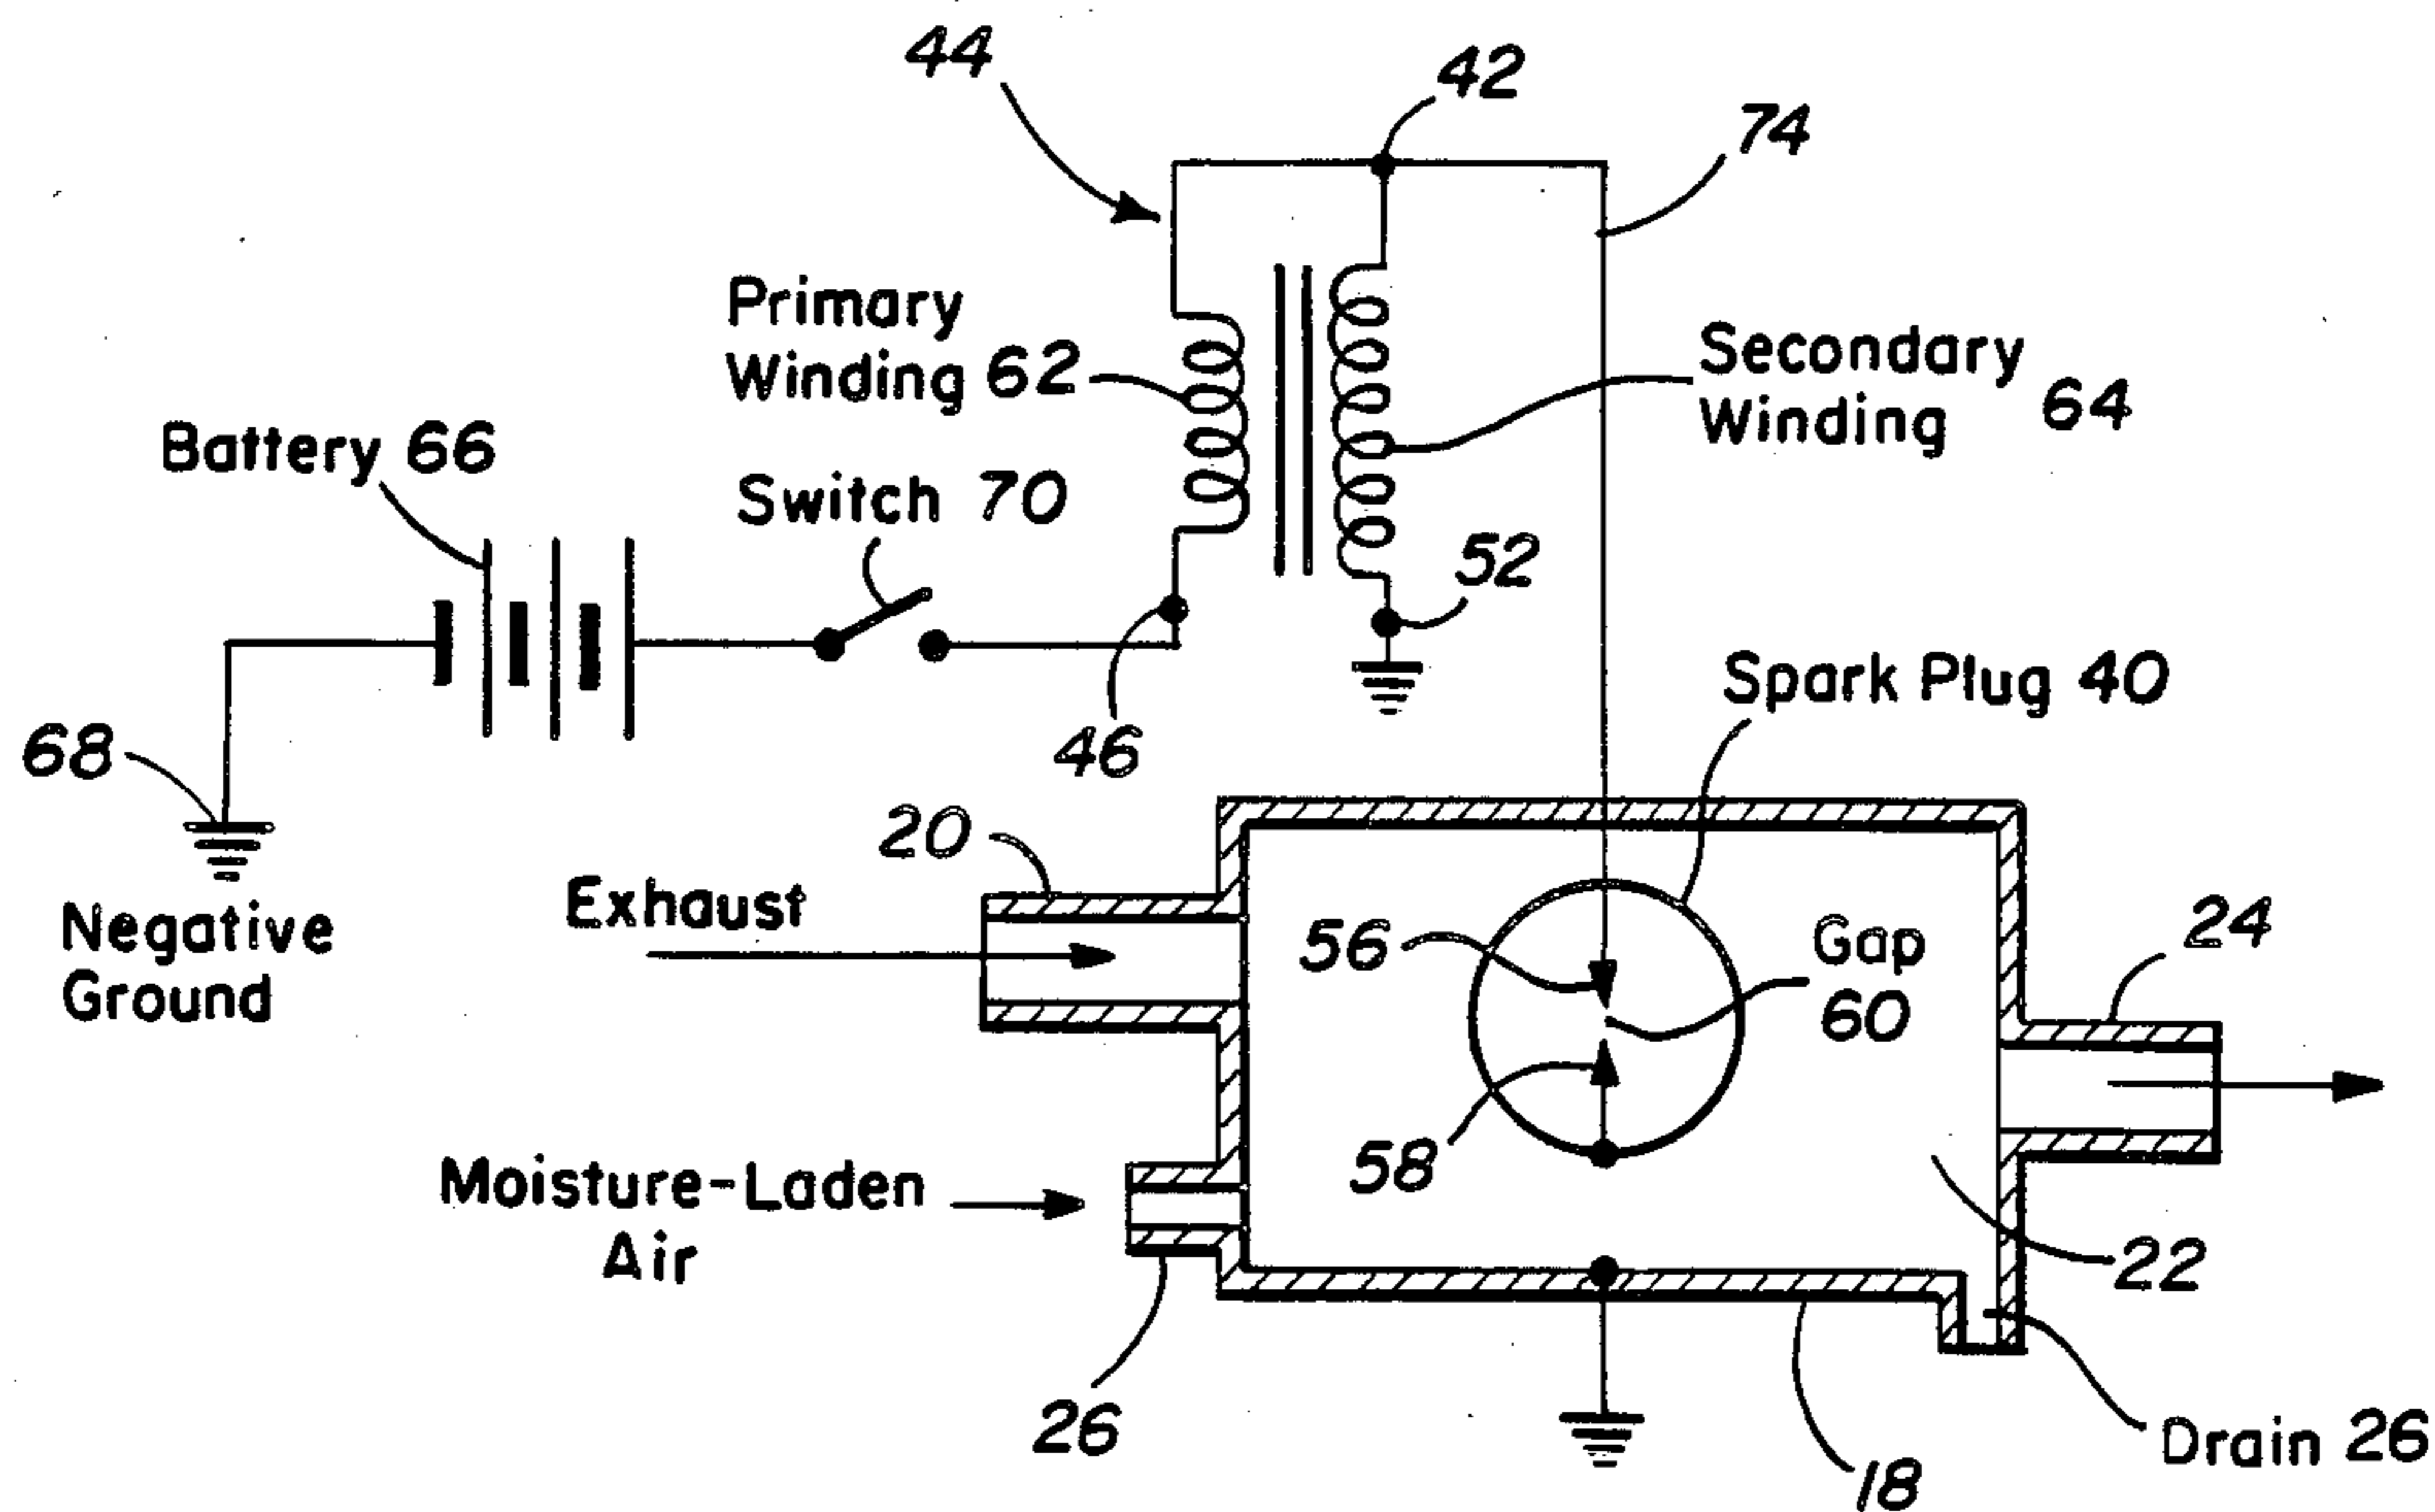 44
42
74
Primary
Winding 62
Secondary
Winding 64
Battery 66
Switch 70
52
46
Spark Plug 40
68
Negative
Ground
20
Exhaust
56
Gap
60
24
58
Moisture-Laden
Air
22
26
18
Drain 26